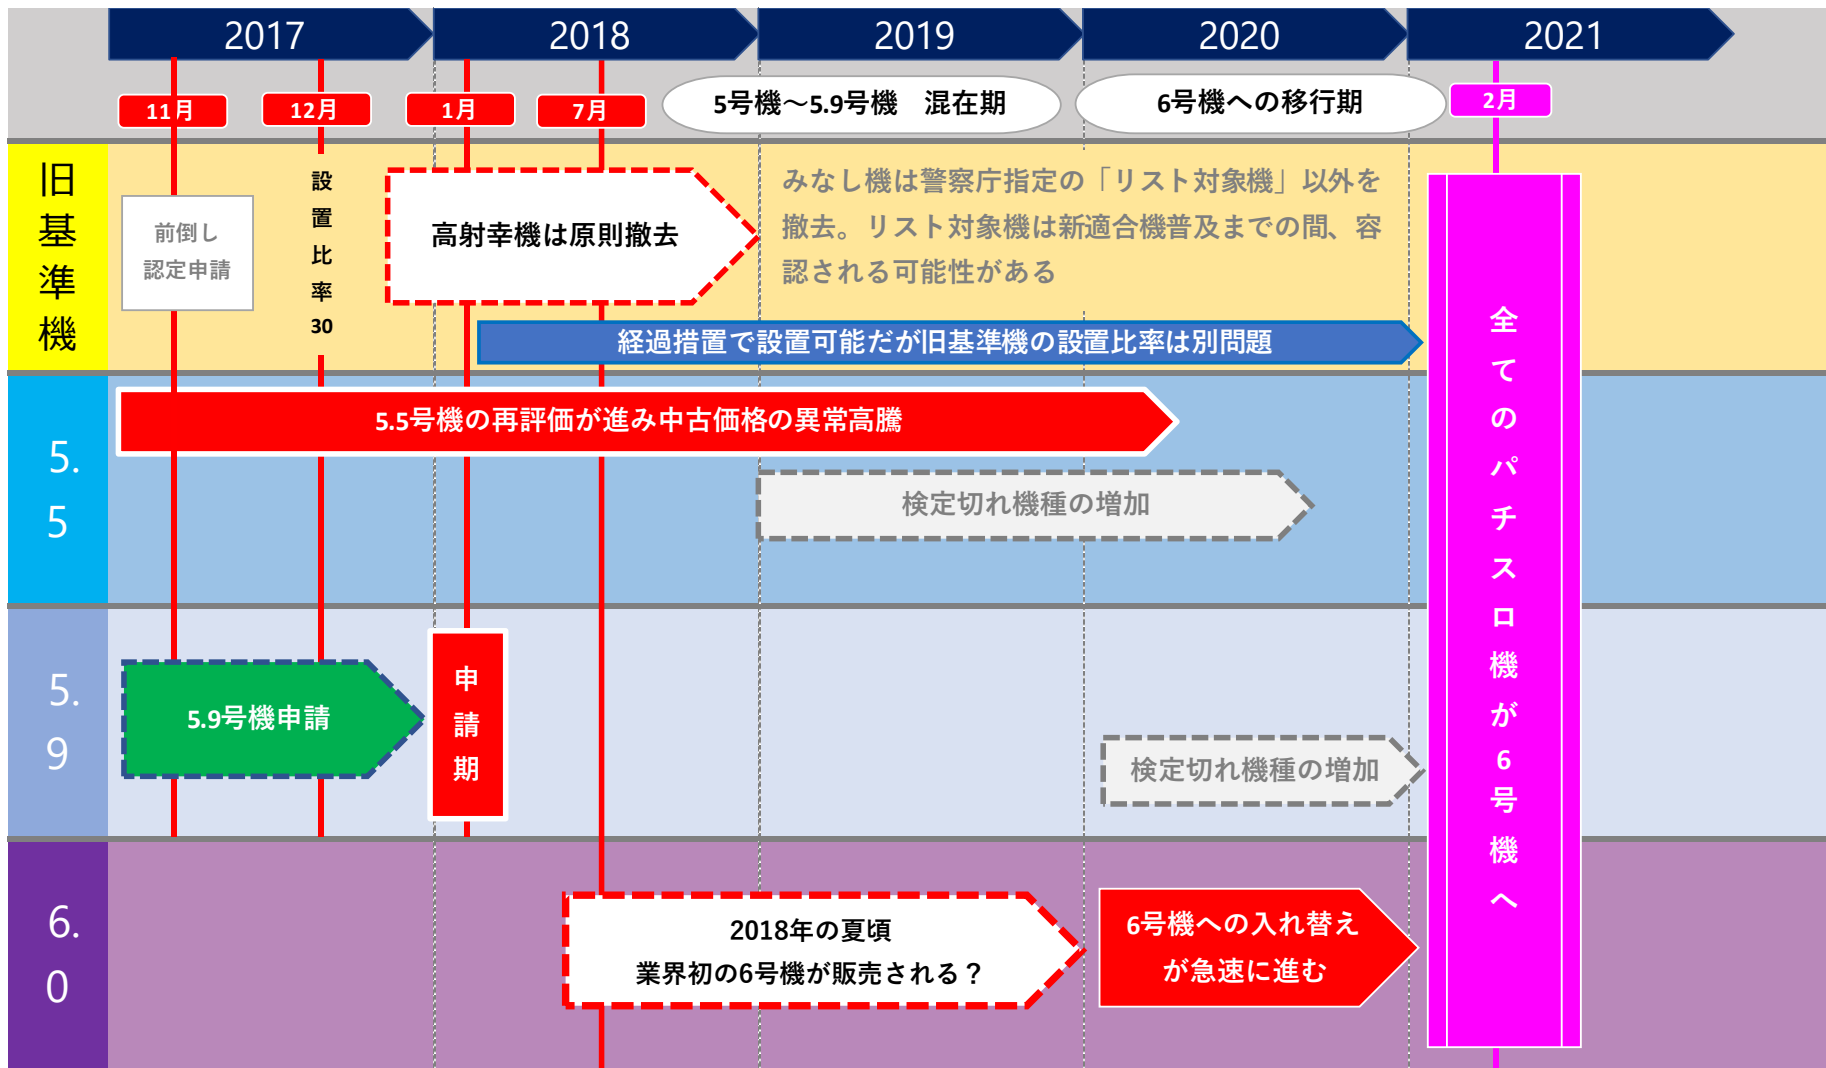 2017
2018
2019
2020
2021
11月
12月
1月
7月
5号機～5.9号機　混在期
6号機への移行期
2月
旧基準機
前倒し
認定申請
設置比率30
高射幸機は原則撤去
みなし機は警察庁指定の「リスト対象機」以外を
撤去。リスト対象機は新適合機普及までの間、容
認される可能性がある
経過措置で設置可能だが旧基準機の設置比率は別問題
全てのパチスロ機が6号機へ
5.
5
5.5号機の再評価が進み中古価格の異常高騰
検定切れ機種の増加
5.
9
5.9号機申請
申請期
検定切れ機種の増加
6.
0
2018年の夏頃
業界初の6号機が販売される？
6号機への入れ替え
が急速に進む